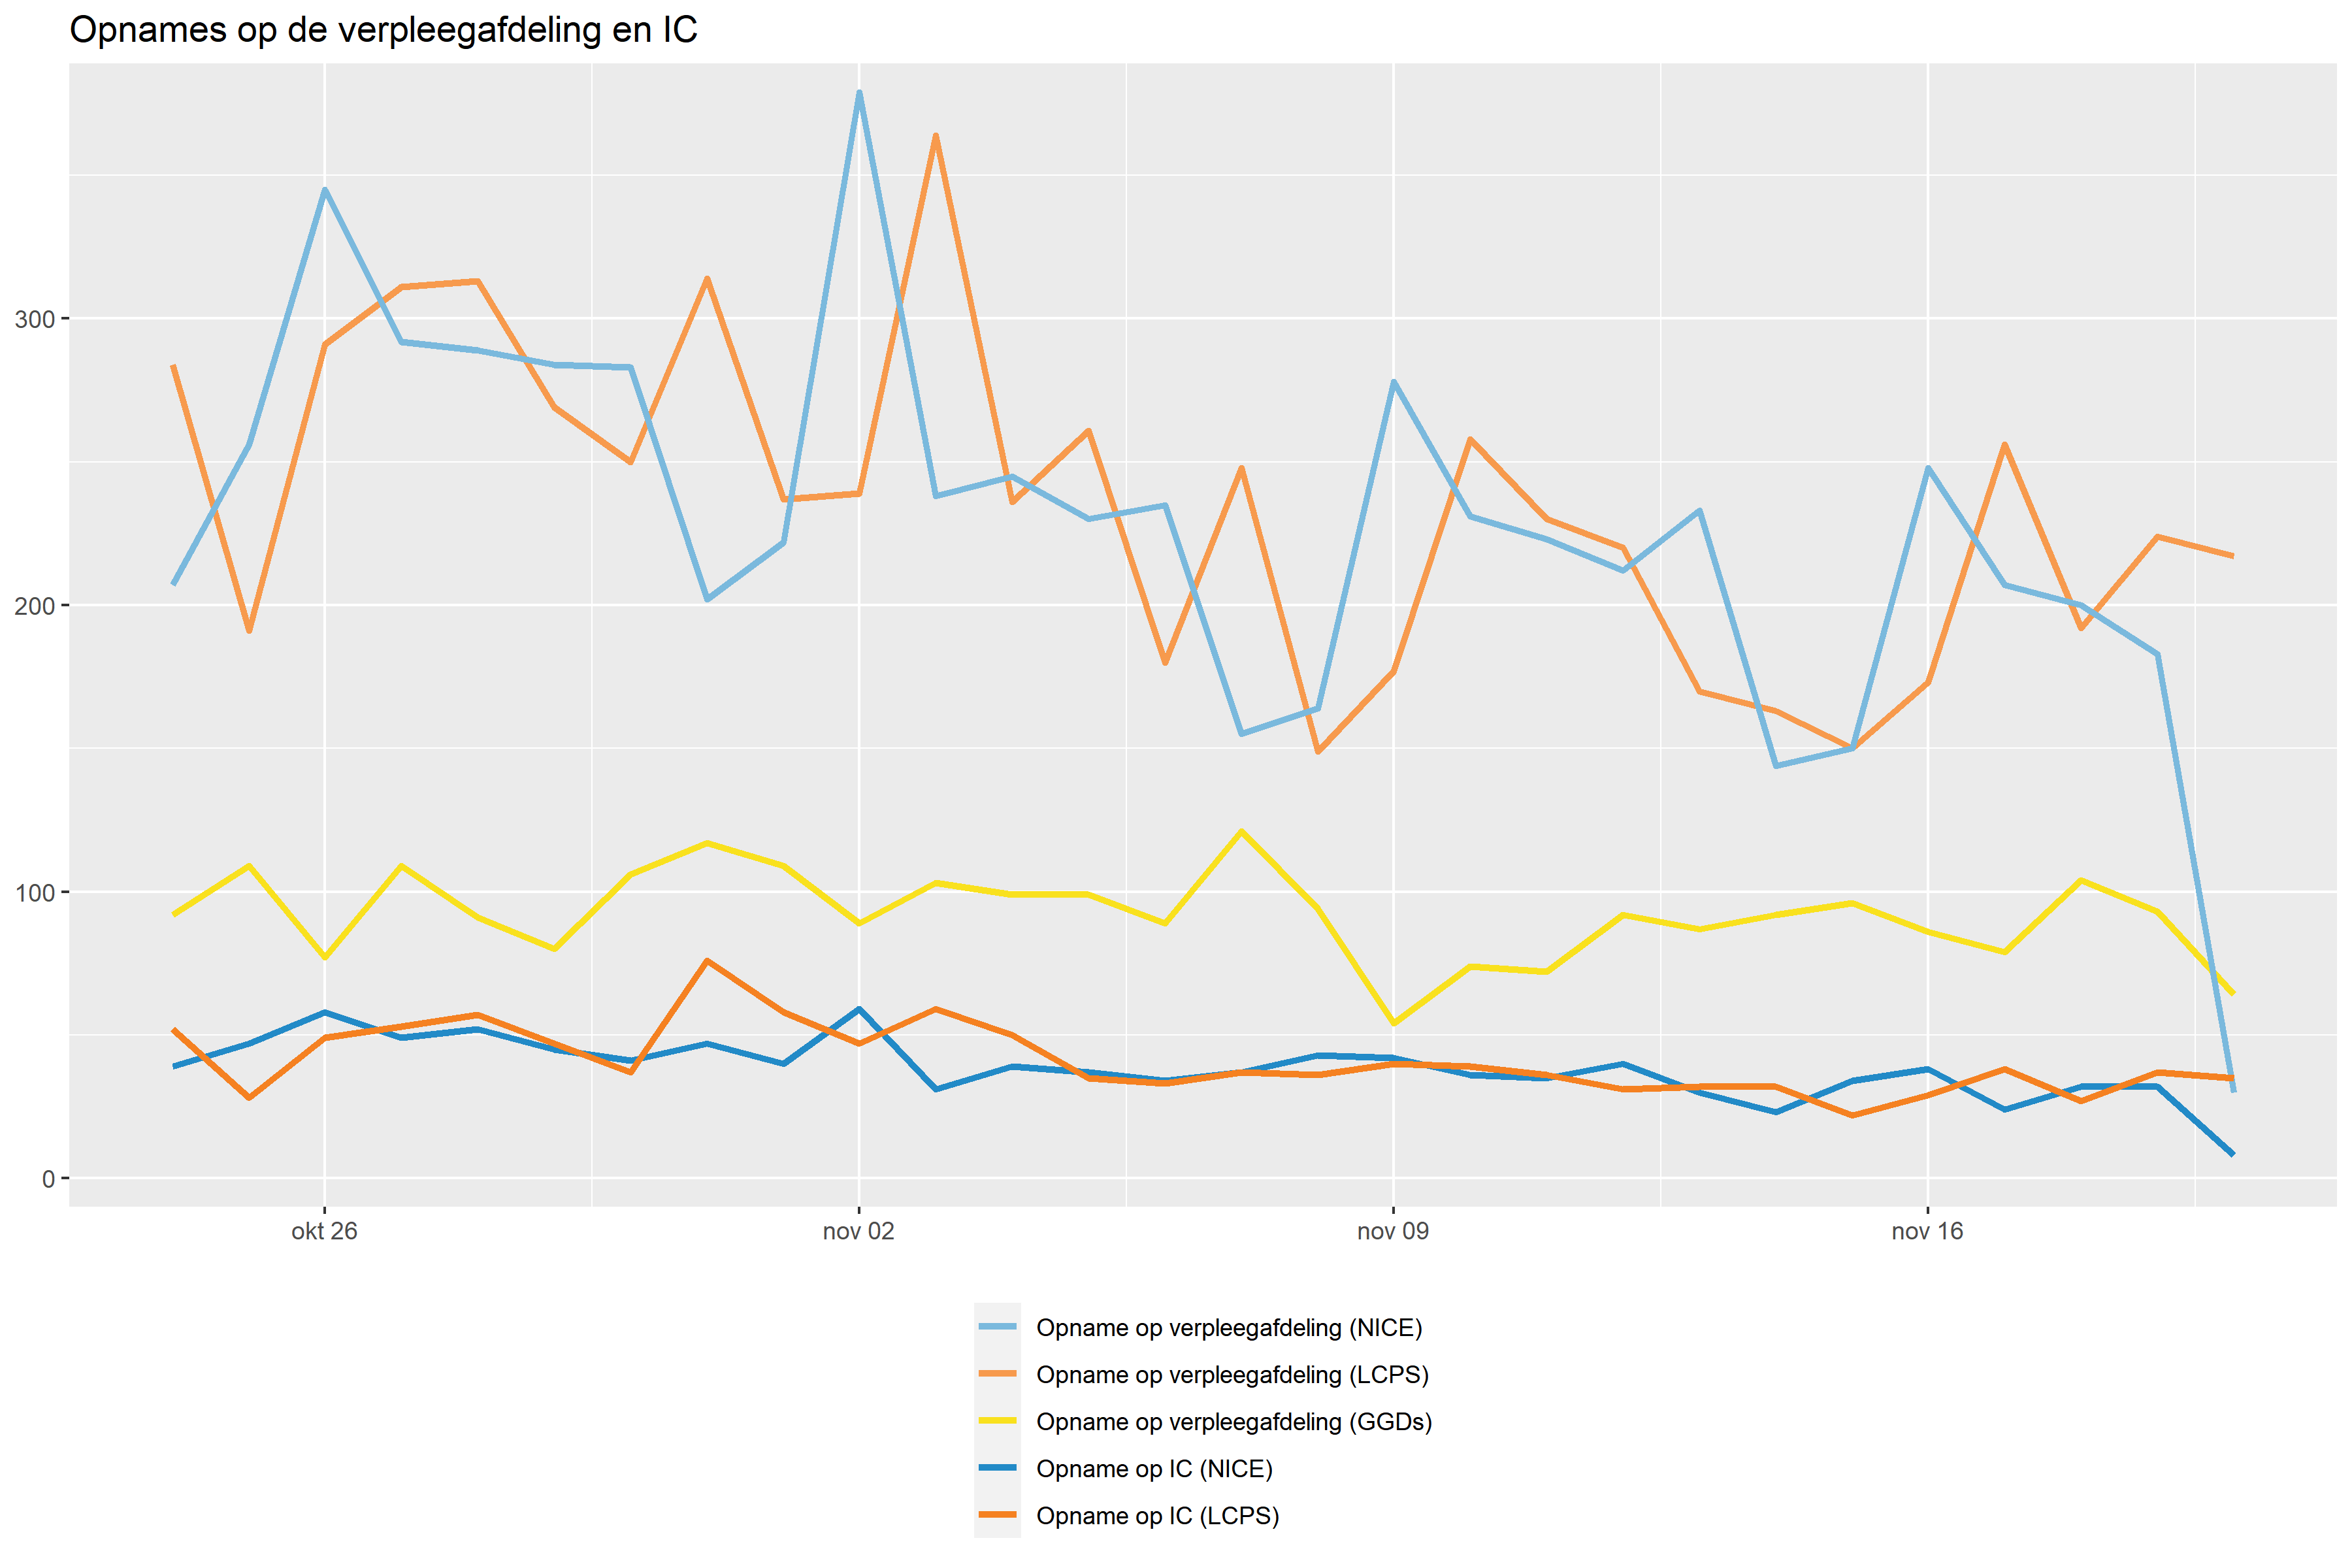 Opnames op de verpleegafdeling en IC
300
200
100
0
okt 26
nov 02
nov 09
nov 16
Opname op verpleegafdeling (NICE)
Opname op verpleegafdeling (LCPS)
Opname op verpleegafdeling (GGDs)
Opname op IC (NICE)
Opname op IC (LCPS)